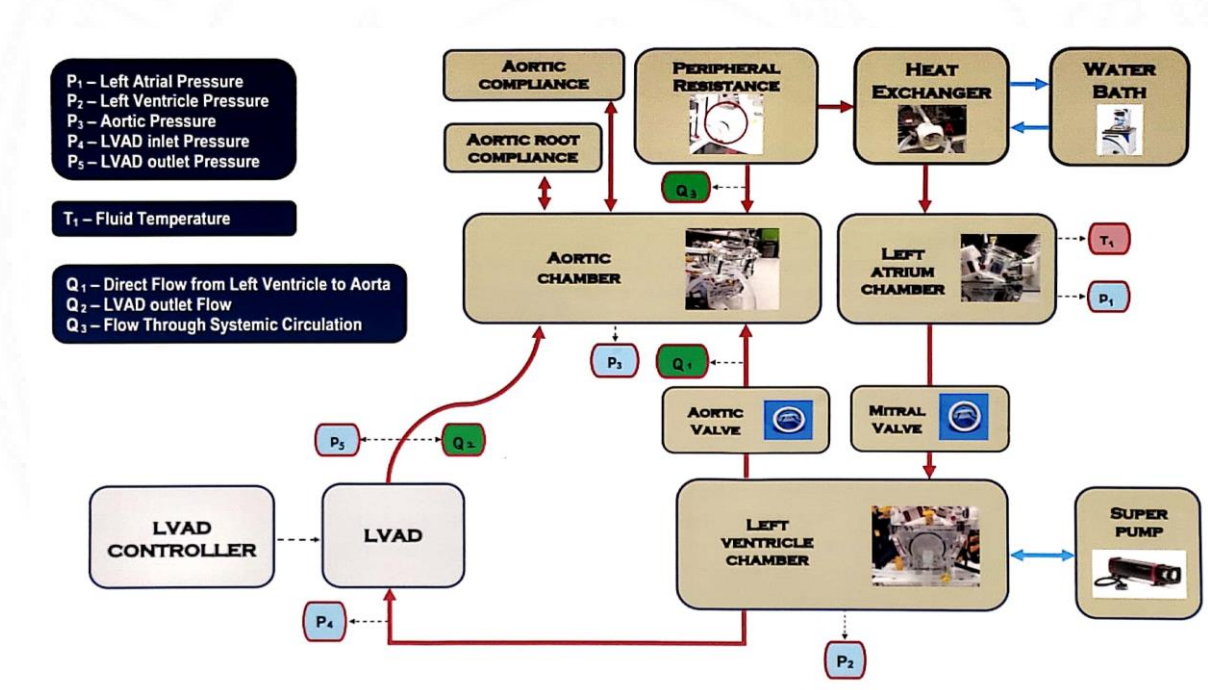 P₁ – Left Atrial Pressure
P₂ – Left Ventricle Pressure
P₃ – Aortic Pressure
P₄ – LVAD inlet Pressure
P₅ – LVAD outlet Pressure
T₁ – Fluid Temperature
Q₁ – Direct Flow from Left Ventricle to Aorta
Q₂ – LVAD outlet Flow
Q₃ – Flow Through Systemic Circulation
AORTIC
COMPLIANCE
AORTIC ROOT
COMPLIANCE
PERIPHERAL
RESISTANCE
HEAT
EXCHANGER
WATER
BATH
Q₃
AORTIC
CHAMBER
LEFT
ATRIUM
CHAMBER
T₁
P₁
P₃
Q₁
AORTIC
VALVE
MITRAL
VALVE
P₅
Q₂
LVAD
CONTROLLER
LVAD
LEFT
VENTRICLE
CHAMBER
SUPER
PUMP
P₄
P₂